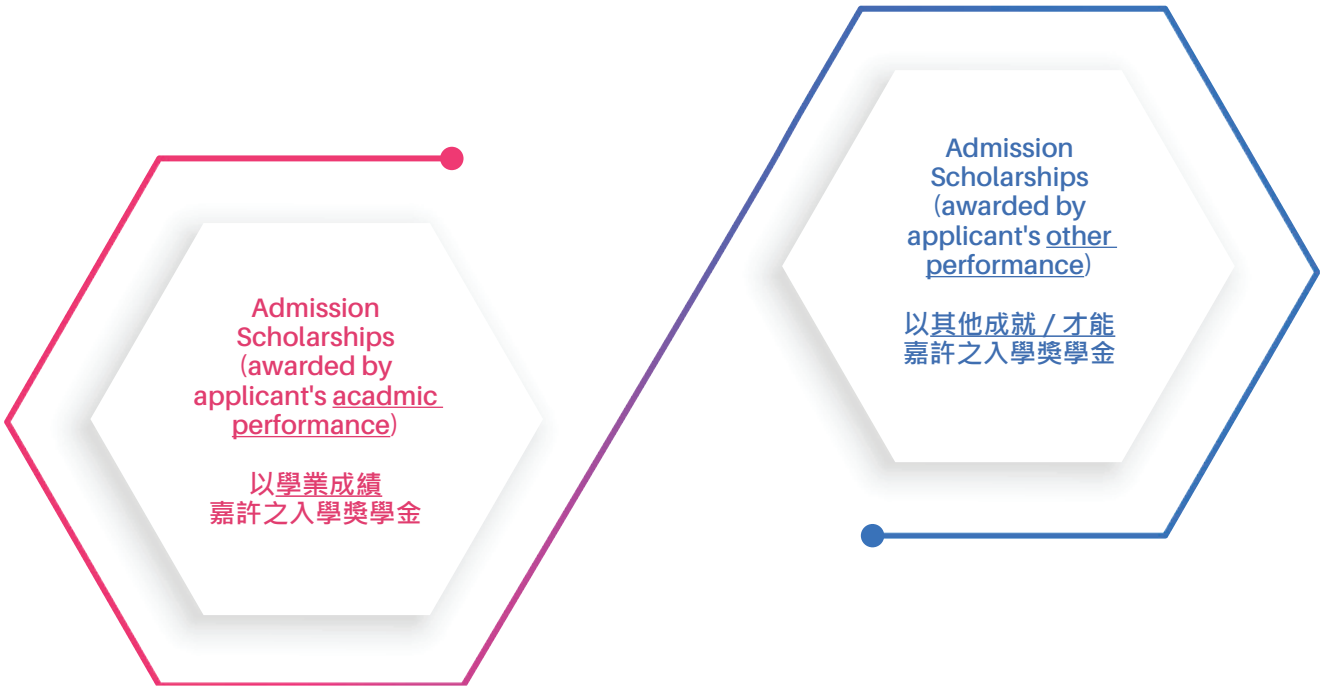 Admission
Scholarships
(awarded by
applicant's acadmic
performance)
以學業成績
嘉許之入學獎學金
Admission
Scholarships
(awarded by
applicant's other
performance)
以其他成就 / 才能
嘉許之入學獎學金